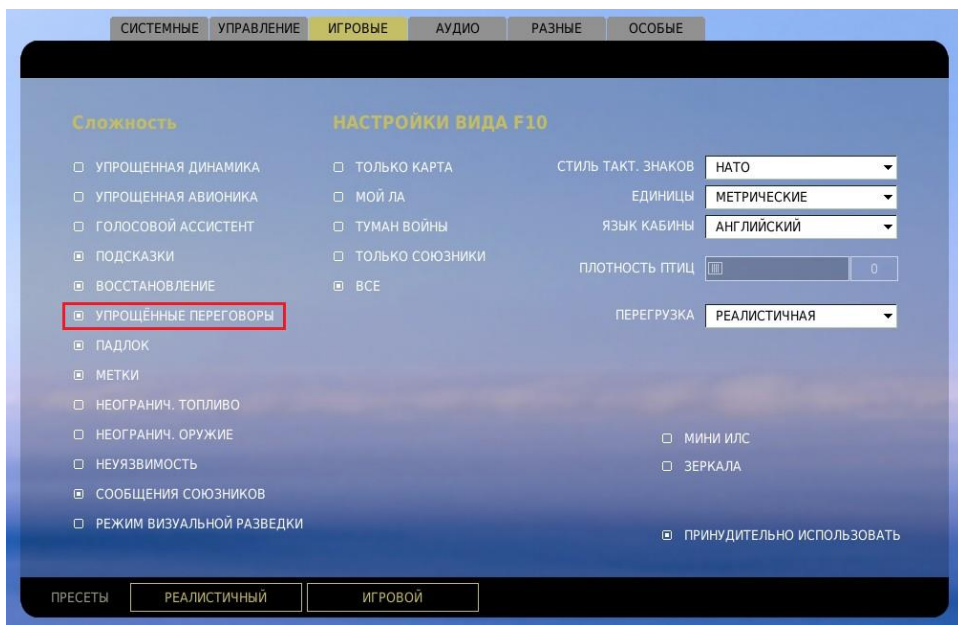 СИСТЕМНЫЕ УПРАВЛЕНИЕ ИГРОВЫЕ АУДИО РАЗНЫЕ ОСОБЫЕ
Сложность
УПРОЩЕННАЯ ДИНАМИКА
УПРОЩЕННАЯ АВИОНИКА
ГОЛОСОВОЙ АССИСТЕНТ
ПОДСКАЗКИ
ВОССТАНОВЛЕНИЕ
УПРОЩЁННЫЕ ПЕРЕГОВОРЫ
ПАДЛОК
МЕТКИ
НЕОГРАНИЧ. ТОПЛИВО
НЕОГРАНИЧ. ОРУЖИЕ
НЕУЯЗВИМОСТЬ
СООБЩЕНИЯ СОЮЗНИКОВ
РЕЖИМ ВИЗУАЛЬНОЙ РАЗВЕДКИ
НАСТРОЙКИ ВИДА F10
ТОЛЬКО КАРТА
МОЙ ЛА
ТУМАН ВОЙНЫ
ТОЛЬКО СОЮЗНИКИ
ВСЕ
СТИЛЬ ТАКТ. ЗНАКОВ НАТО
ЕДИНИЦЫ МЕТРИЧЕСКИЕ
ЯЗЫК КАБИНЫ АНГЛИЙСКИЙ
ПЛОТНОСТЬ ПТИЦ 0
ПЕРЕГРУЗКА РЕАЛИСТИЧНАЯ
МИНИ ИЛС
ЗЕРКАЛА
ПРИНУДИТЕЛЬНО ИСПОЛЬЗОВАТЬ
ПРЕСЕТЫ РЕАЛИСТИЧНЫЙ ИГРОВОЙ